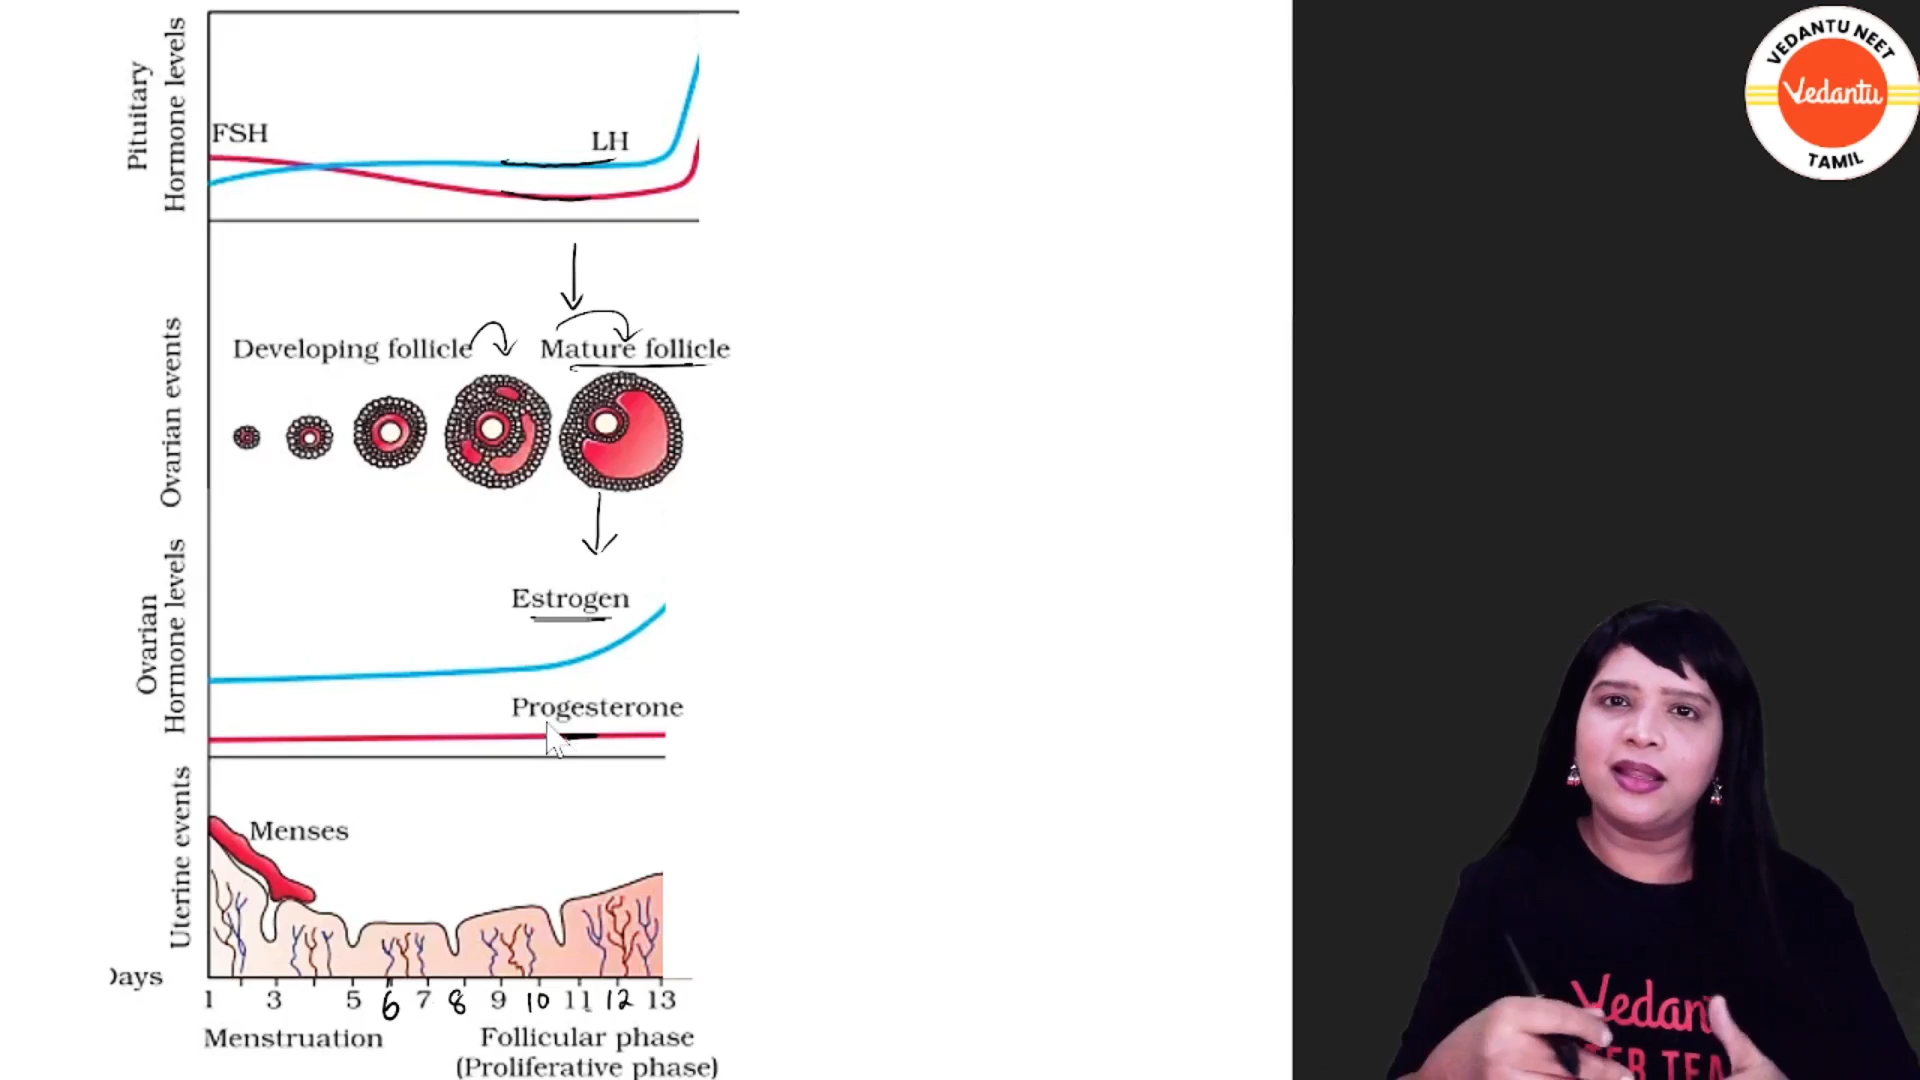 Pituitary
Hormone levels
FSH
LH
Ovarian events
Developing follicle
Mature follicle
Ovarian
Hormone levels
Estrogen
Progesterone
Uterine events
Menses
1 3 5 6 7 8 9 10 11 12 13
Menstruation
Follicular phase
(Proliferative phase)
VEDANTU NEET
Vedantu
TAMIL